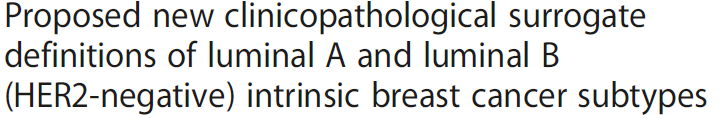 Proposed new clinicopathological surrogate
definitions of luminal A and luminal B
(HER2-negative) intrinsic breast cancer subtypes